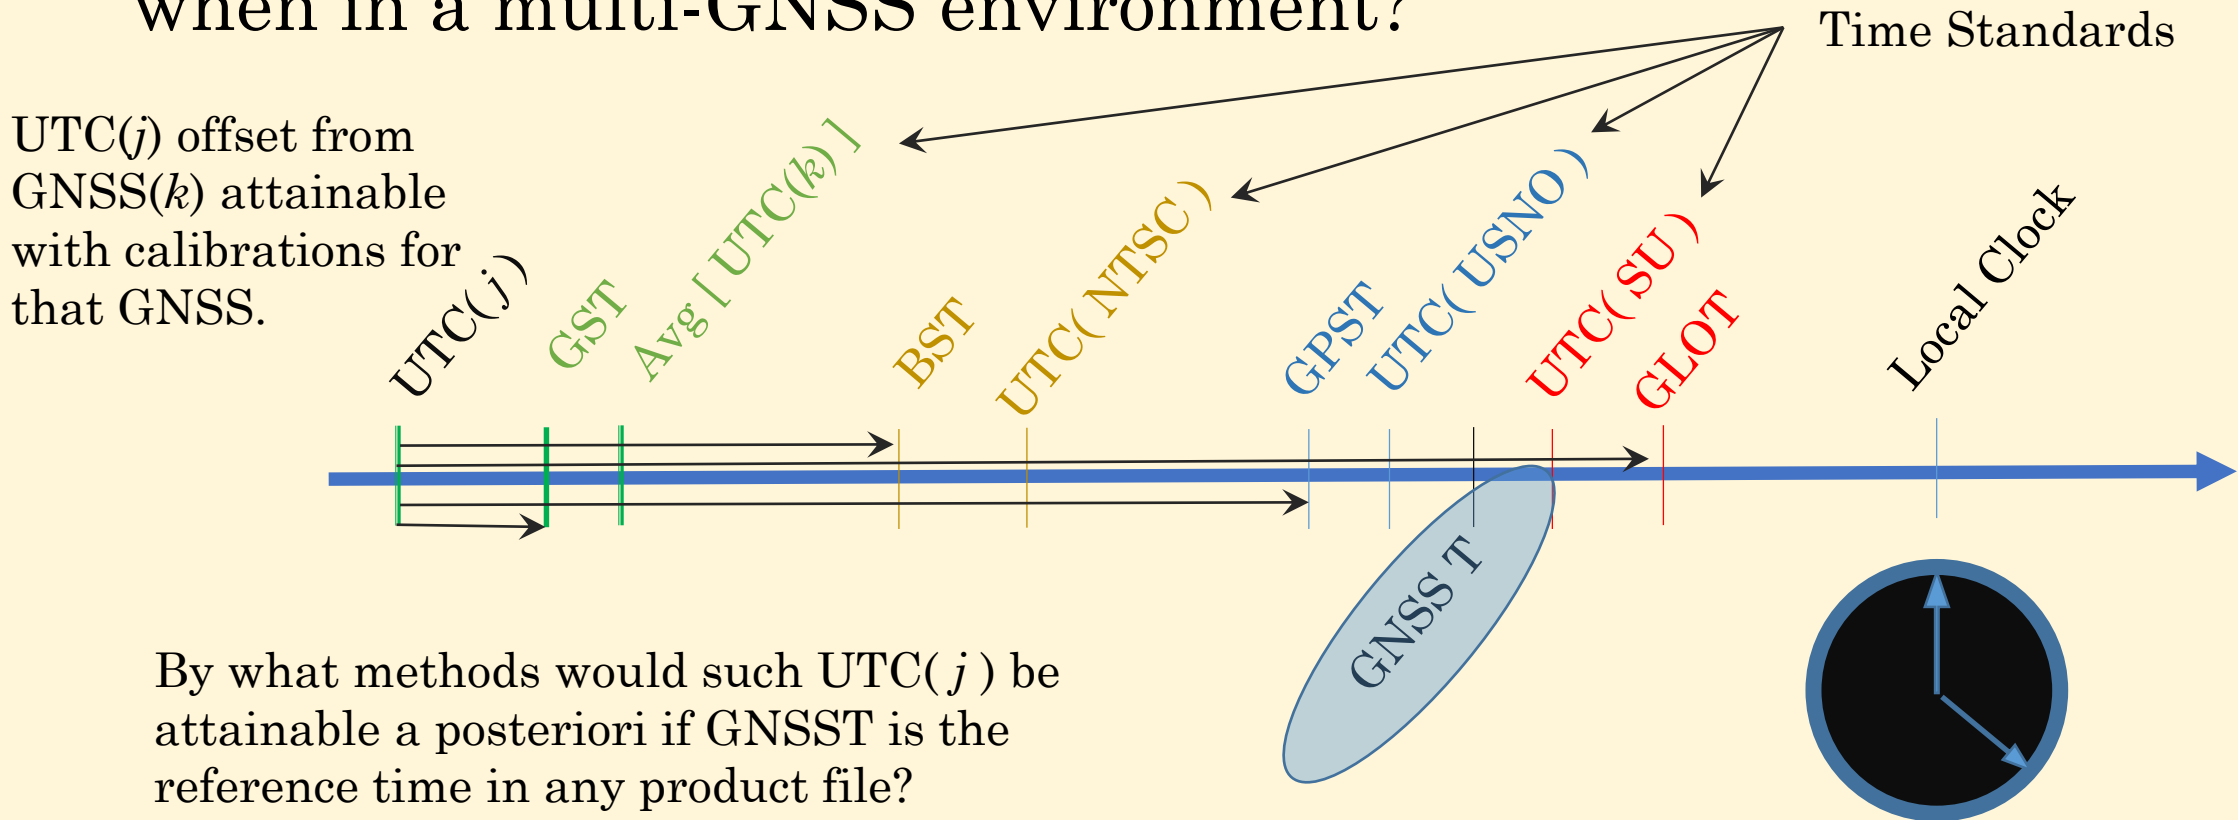 when in a multi-GNSS environment?
Time Standards
UTC(j) offset from
GNSS(k) attainable
with calibrations for
that GNSS.
UTC( j )
GST
Avg [ UTC(k) ]
BST
UTC( NTSC )
GPST
UTC( USNO )
UTC( SU )
GLOT
Local Clock
GNSS T
By what methods would such UTC( j ) be
attainable a posteriori if GNSST is the
reference time in any product file?